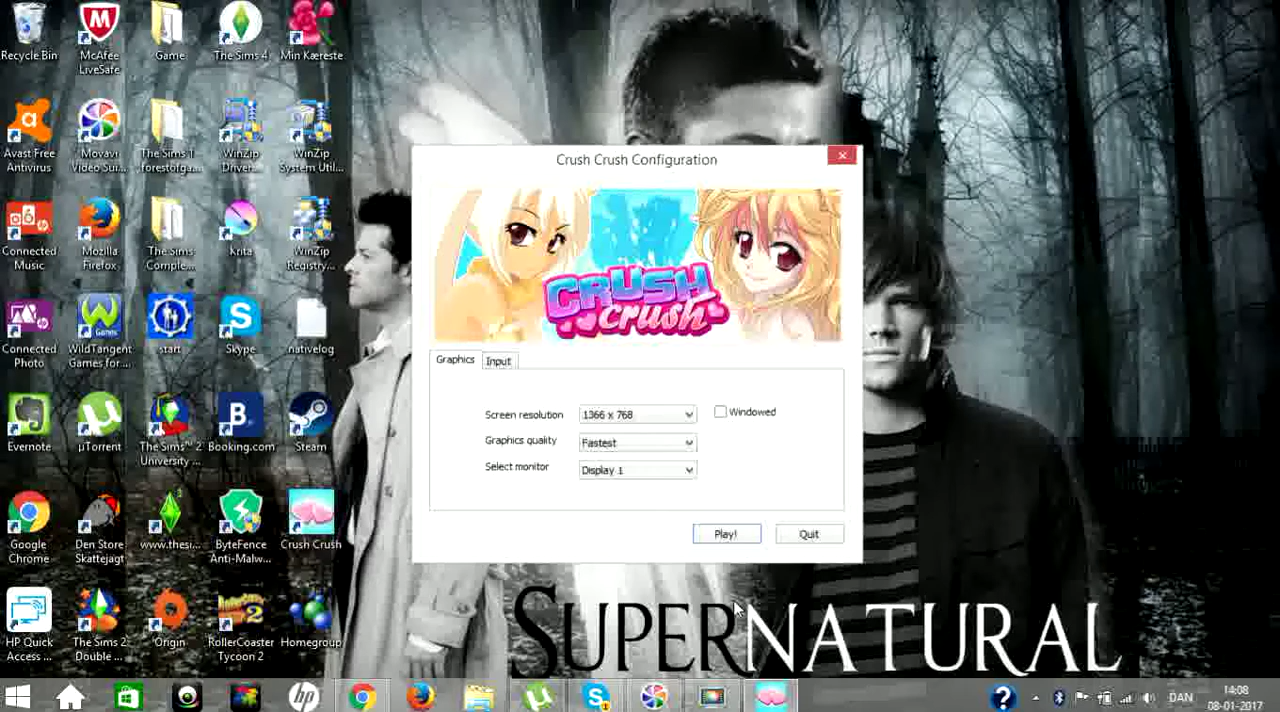 Recycle Bin
McAfee
LiveSafe
Game
The Sims 4
Min Kæreste
Avast Free
Antivirus
Movavi
Video Sui...
The Sims 1
WinZip
Driver...
WinZip
System Util...
Connected
Music
Mozilla
Firefox
The Sims
Comple...
Krita
WinZip
Registry...
Connected
Photo
WildTangent
Games for...
start
Skype
nativelog
Evernote
µTorrent
The Sims™ 2
University ...
Booking.com
Steam
Google
Chrome
Den Store
Skattejagt
www.thesi...
ByteFence
Anti-Malw...
Crush Crush
HP Quick
Access ...
The Sims 2
Double ...
Origin
RollerCoaster
Tycoon 2
Homegroup
Crush Crush Configuration
CRUSH
CRUSH
Graphics
Input
Screen resolution
1366 x 768
Windowed
Graphics quality
Fastest
Select monitor
Display 1
Play!
Quit
SUPERNATURAL
DAN
14:08
08-01-2017